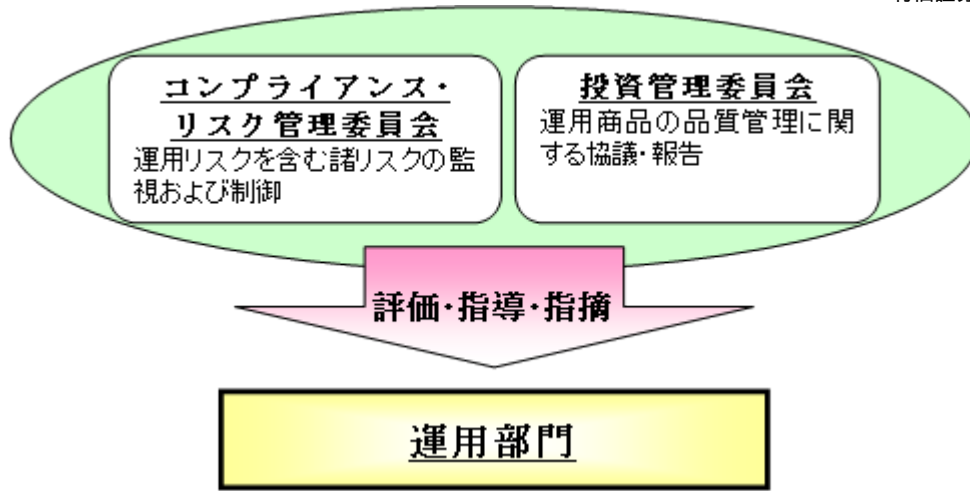 コンプライアンス・
リスク管理委員会
運用リスクを含む諸リスクの監
視および制御
投資管理委員会
運用商品の品質管理に関
する協議・報告
評価・指導・指摘
運用部門